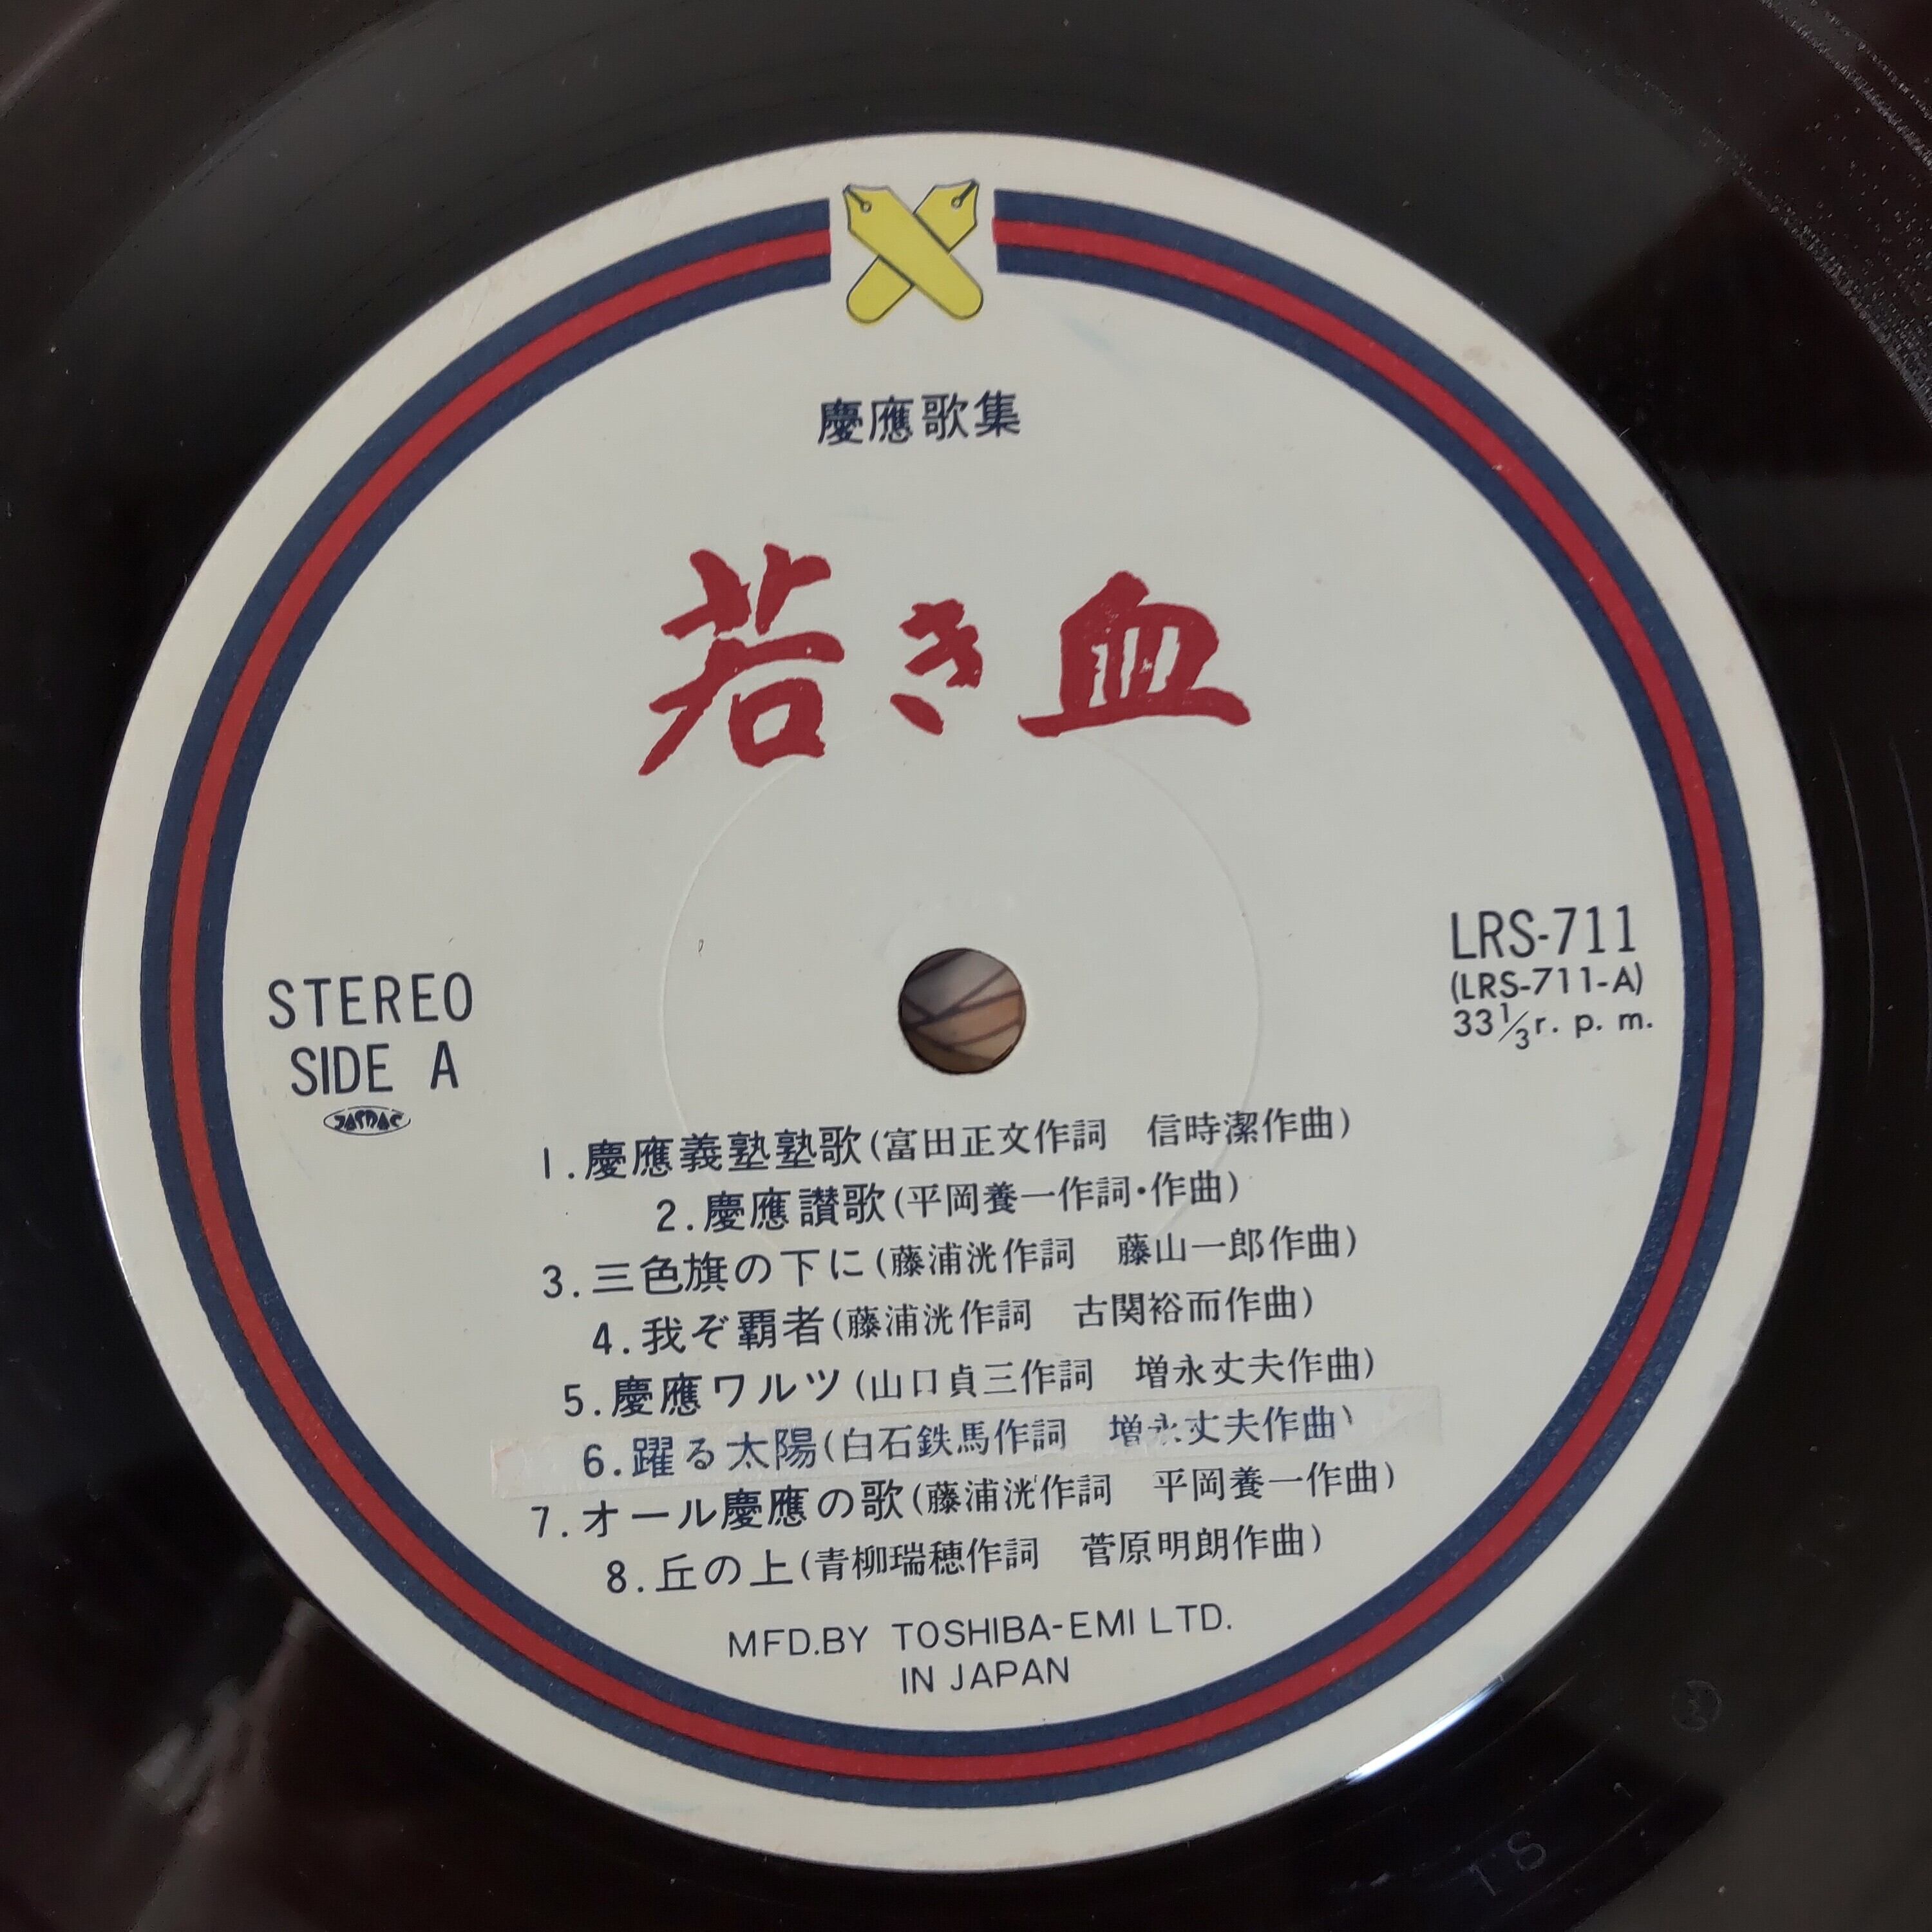 慶應歌集
若き血
STEREO
SIDE A
JASRAC
LRS-711
(LRS-711-A)
33 1/3 r. p. m.
1.慶應義塾塾歌(富田正文作詞　信時潔作曲)
2.慶應讃歌(平岡養一作詞・作曲)
3.三色旗の下に(藤浦洸作詞　藤山一郎作曲)
4.我ぞ覇者(藤浦洸作詞　古関裕而作曲)
5.慶應ワルツ(山口貞三作詞　増永丈夫作曲)
6.躍る太陽(白石鉄馬作詞　増永丈夫作曲)
7.オール慶應の歌(藤浦洸作詞　平岡養一作曲)
8.丘の上(青柳瑞穂作詞　菅原明朗作曲)
MFD.BY TOSHIBA-EMI LTD.
IN JAPAN
1S